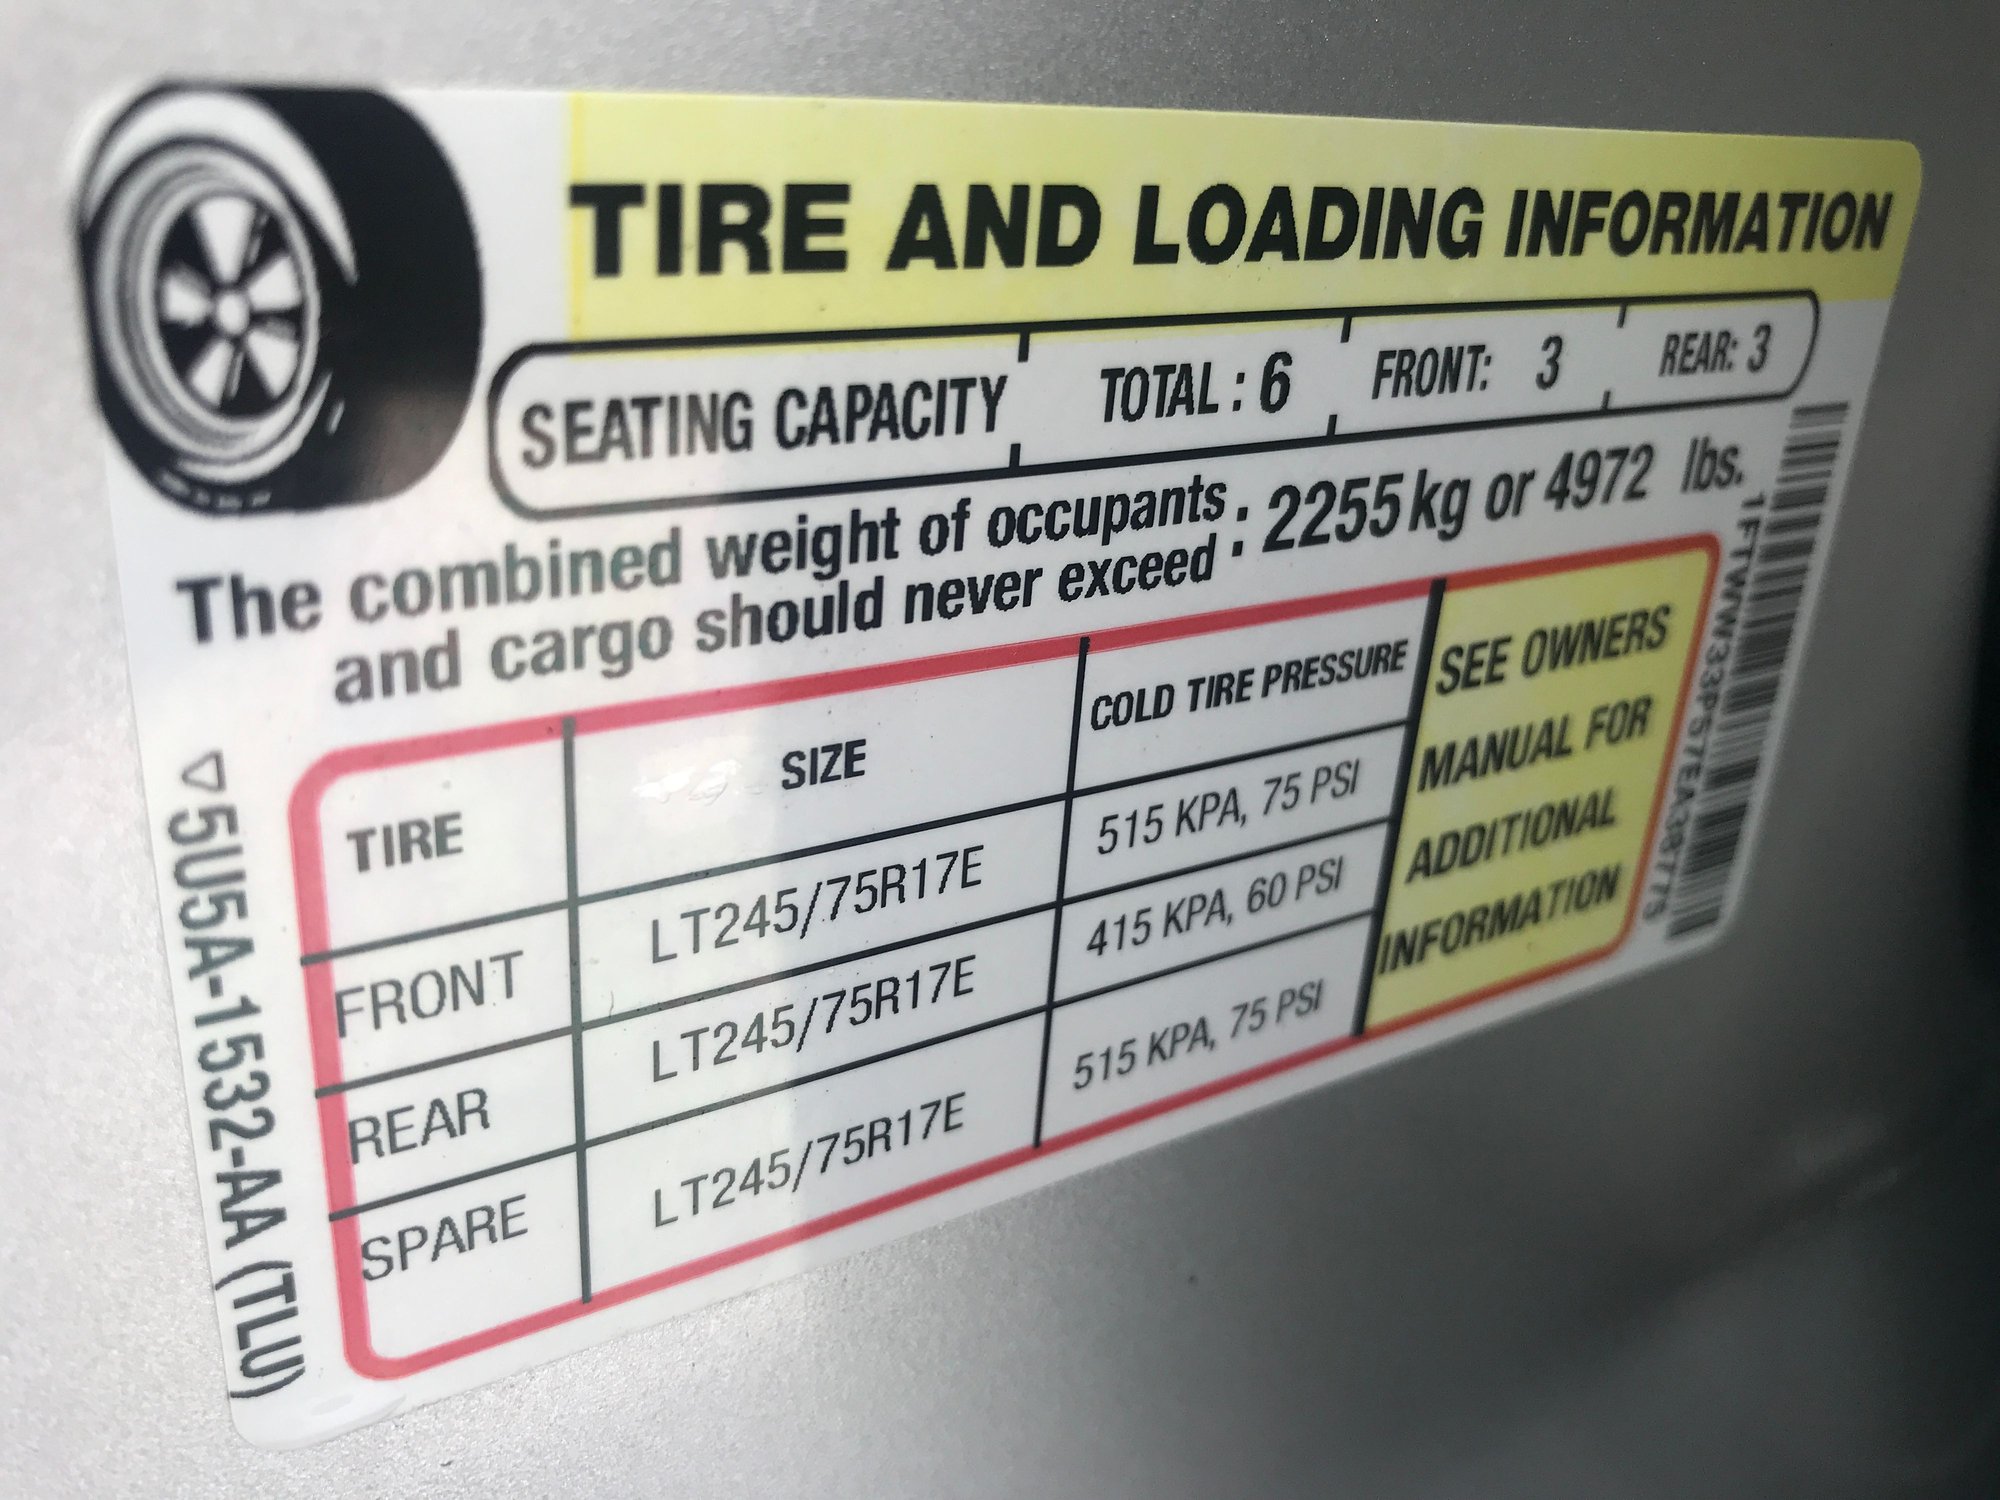 TIRE AND LOADING INFORMATION
SEATING CAPACITY TOTAL : 6 FRONT: 3 REAR: 3
The combined weight of occupants : 2255 kg or 4972 lbs.
and cargo should never exceed :
TIRE SIZE COLD TIRE PRESSURE
FRONT LT245/75R17E 515 KPA, 75 PSI
REAR LT245/75R17E 415 KPA, 60 PSI
SPARE LT245/75R17E 515 KPA, 75 PSI
SEE OWNERS
MANUAL FOR
ADDITIONAL
INFORMATION
5U5A-1532-AA (TLU)